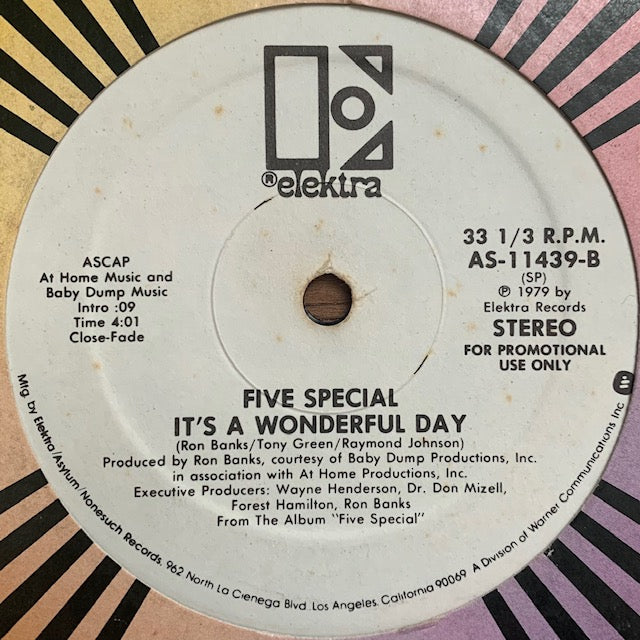 ® elektra
33 1/3 R.P.M.
AS-11439-B
(SP)
℗ 1979 by
Elektra Records
STEREO
FOR PROMOTIONAL
USE ONLY
ASCAP
At Home Music and
Baby Dump Music
Intro :09
Time 4:01
Close-Fade
FIVE SPECIAL
IT'S A WONDERFUL DAY
(Ron Banks/Tony Green/Raymond Johnson)
Produced by Ron Banks, courtesy of Baby Dump Productions, Inc.
in association with At Home Productions, Inc.
Executive Producers: Wayne Henderson, Dr. Don Mizell,
Forest Hamilton, Ron Banks
From The Album "Five Special"
Mfg. by Elektra/Asylum/Nonesuch Records, 962 North La Cienega Blvd. Los Angeles, California 90069 A Division of Warner Communications Inc